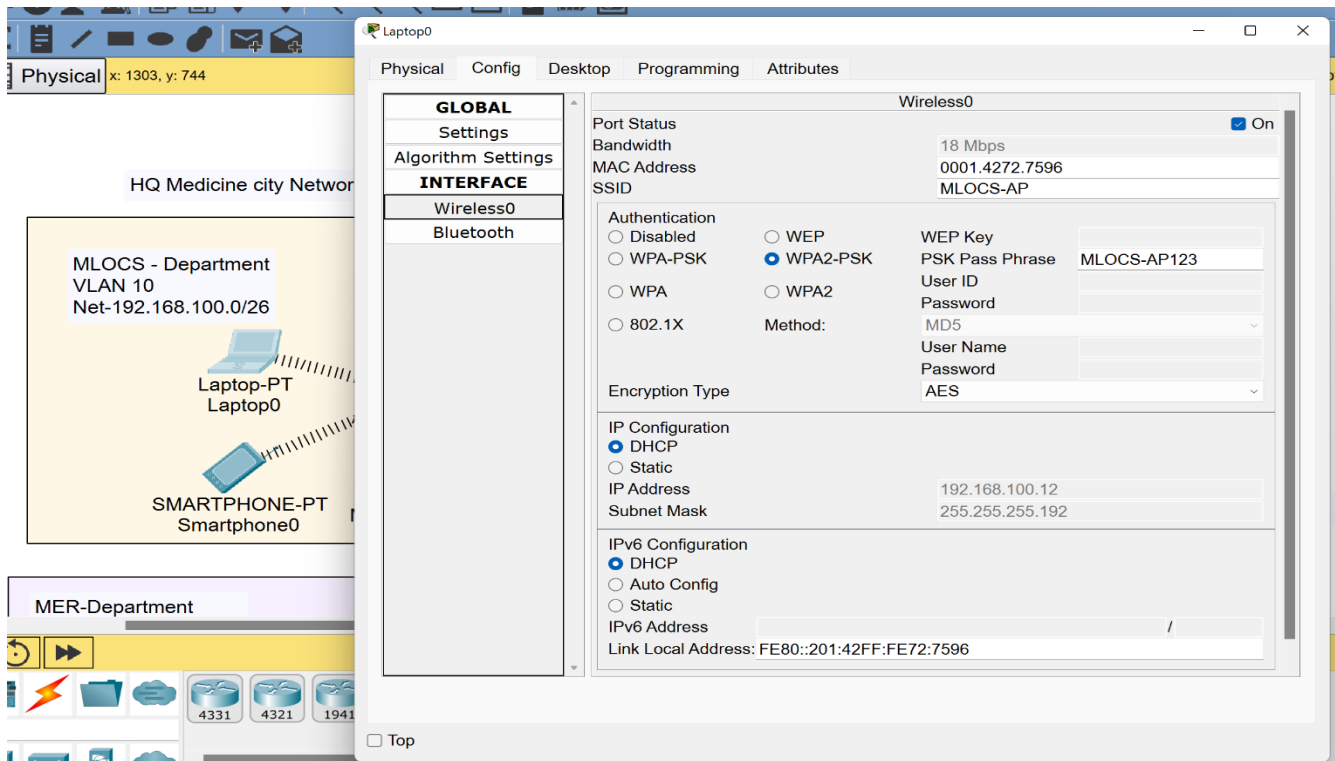 Laptop0
Physical x: 1303, y: 744
HQ Medicine city Networ
MLOCS - Department
VLAN 10
Net-192.168.100.0/26
Laptop-PT
Laptop0
SMARTPHONE-PT
Smartphone0
MER-Department
4331 4321 1941
Physical Config Desktop Programming Attributes
GLOBAL
Settings
Algorithm Settings
INTERFACE
Wireless0
Bluetooth
Wireless0
Port Status On
Bandwidth 18 Mbps
MAC Address 0001.4272.7596
SSID MLOCS-AP
Authentication
Disabled WEP WEP Key
WPA-PSK WPA2-PSK PSK Pass Phrase MLOCS-AP123
User ID
WPA WPA2
Password
802.1X Method: MD5
User Name
Password
Encryption Type AES
IP Configuration
DHCP
Static
IP Address 192.168.100.12
Subnet Mask 255.255.255.192
IPv6 Configuration
DHCP
Auto Config
Static
IPv6 Address /
Link Local Address: FE80::201:42FF:FE72:7596
Top